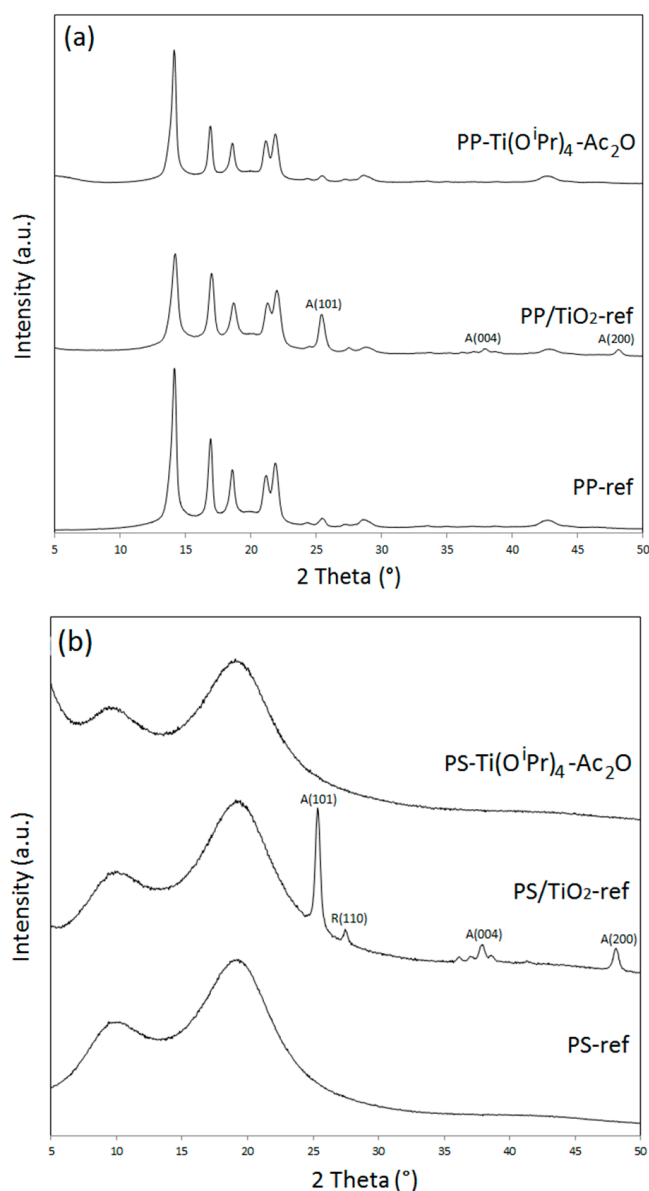 (a)
PP-Ti(OⁱPr)₄-Ac₂O
A(101)
PP/TiO₂-ref
A(004)
A(200)
PP-ref
Intensity (a.u.)
5 10 15 20 25 30 35 40 45 50
2 Theta (°)
(b)
PS-Ti(OⁱPr)₄-Ac₂O
A(101)
PS/TiO₂-ref
R(110)
A(004)
A(200)
PS-ref
Intensity (a.u.)
5 10 15 20 25 30 35 40 45 50
2 Theta (°)